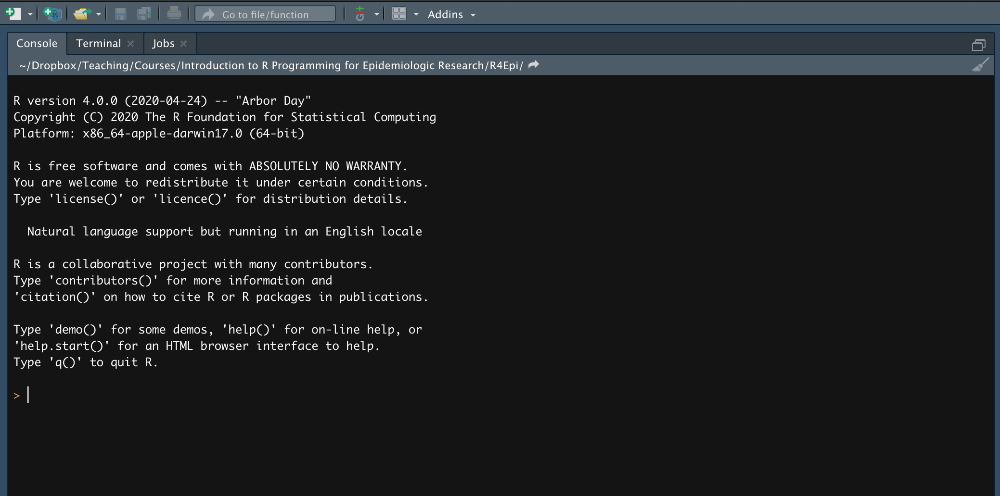 Go to file/function
Addins
Console
Terminal
Jobs
~/Dropbox/Teaching/Courses/Introduction to R Programming for Epidemiologic Research/R4Epi/
R version 4.0.0 (2020-04-24) -- "Arbor Day"
Copyright (C) 2020 The R Foundation for Statistical Computing
Platform: x86_64-apple-darwin17.0 (64-bit)
R is free software and comes with ABSOLUTELY NO WARRANTY.
You are welcome to redistribute it under certain conditions.
Type 'license()' or 'licence()' for distribution details.
Natural language support but running in an English locale
R is a collaborative project with many contributors.
Type 'contributors()' for more information and
'citation()' on how to cite R or R packages in publications.
Type 'demo()' for some demos, 'help()' for on-line help, or
'help.start()' for an HTML browser interface to help.
Type 'q()' to quit R.
>